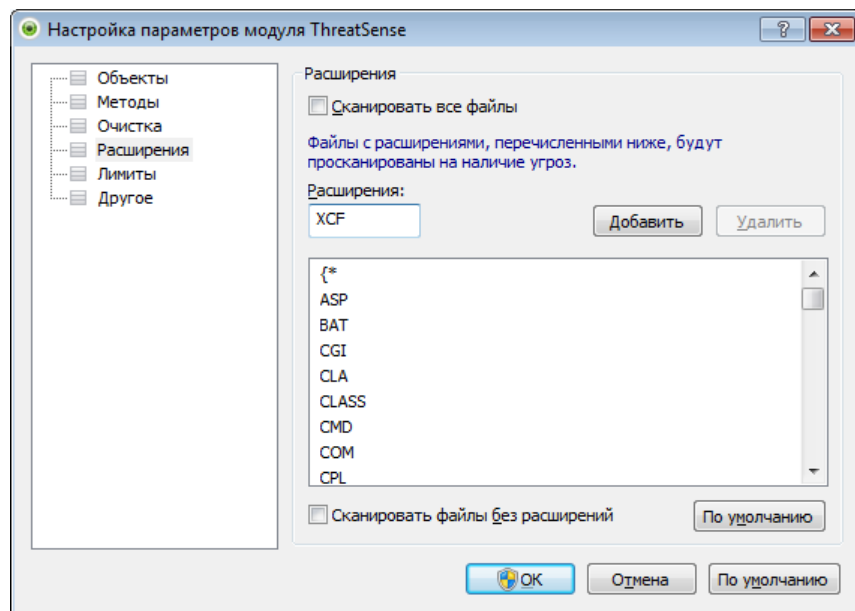 Настройка параметров модуля ThreatSense
Объекты
Методы
Очистка
Расширения
Лимиты
Другое
Расширения
Сканировать все файлы
Файлы с расширениями, перечисленными ниже, будут
просканированы на наличие угроз.
Расширения:
XCF
Добавить
Удалить
{*
ASP
BAT
CGI
CLA
CLASS
CMD
COM
CPL
Сканировать файлы без расширений
По умолчанию
OK
Отмена
По умолчанию